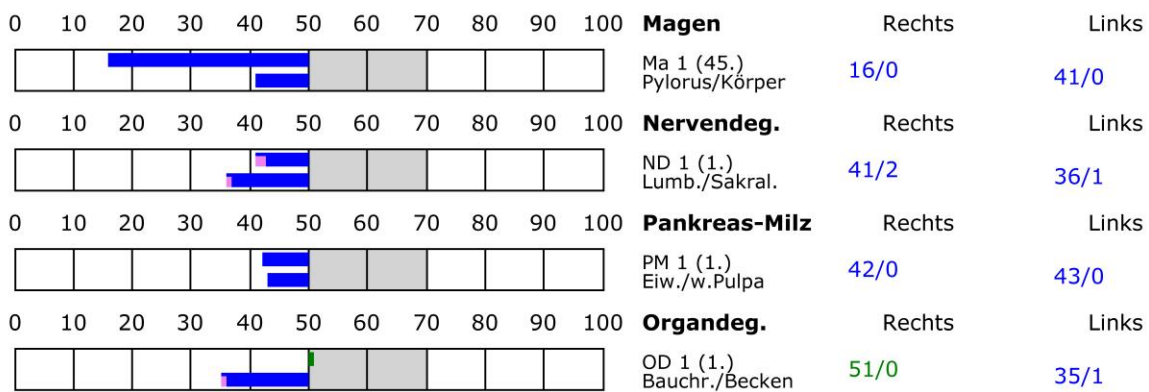 0 10 20 30 40 50 60 70 80 90 100 Magen Rechts Links
Ma 1 (45.) 16/0 41/0
Pylorus/Körper
0 10 20 30 40 50 60 70 80 90 100 Nervendeg. Rechts Links
ND 1 (1.) 41/2 36/1
Lumb./Sakral.
0 10 20 30 40 50 60 70 80 90 100 Pankreas-Milz Rechts Links
PM 1 (1.) 42/0 43/0
Eiw./w.Pulpa
0 10 20 30 40 50 60 70 80 90 100 Organdeg. Rechts Links
OD 1 (1.) 51/0 35/1
Bauchr./Becken